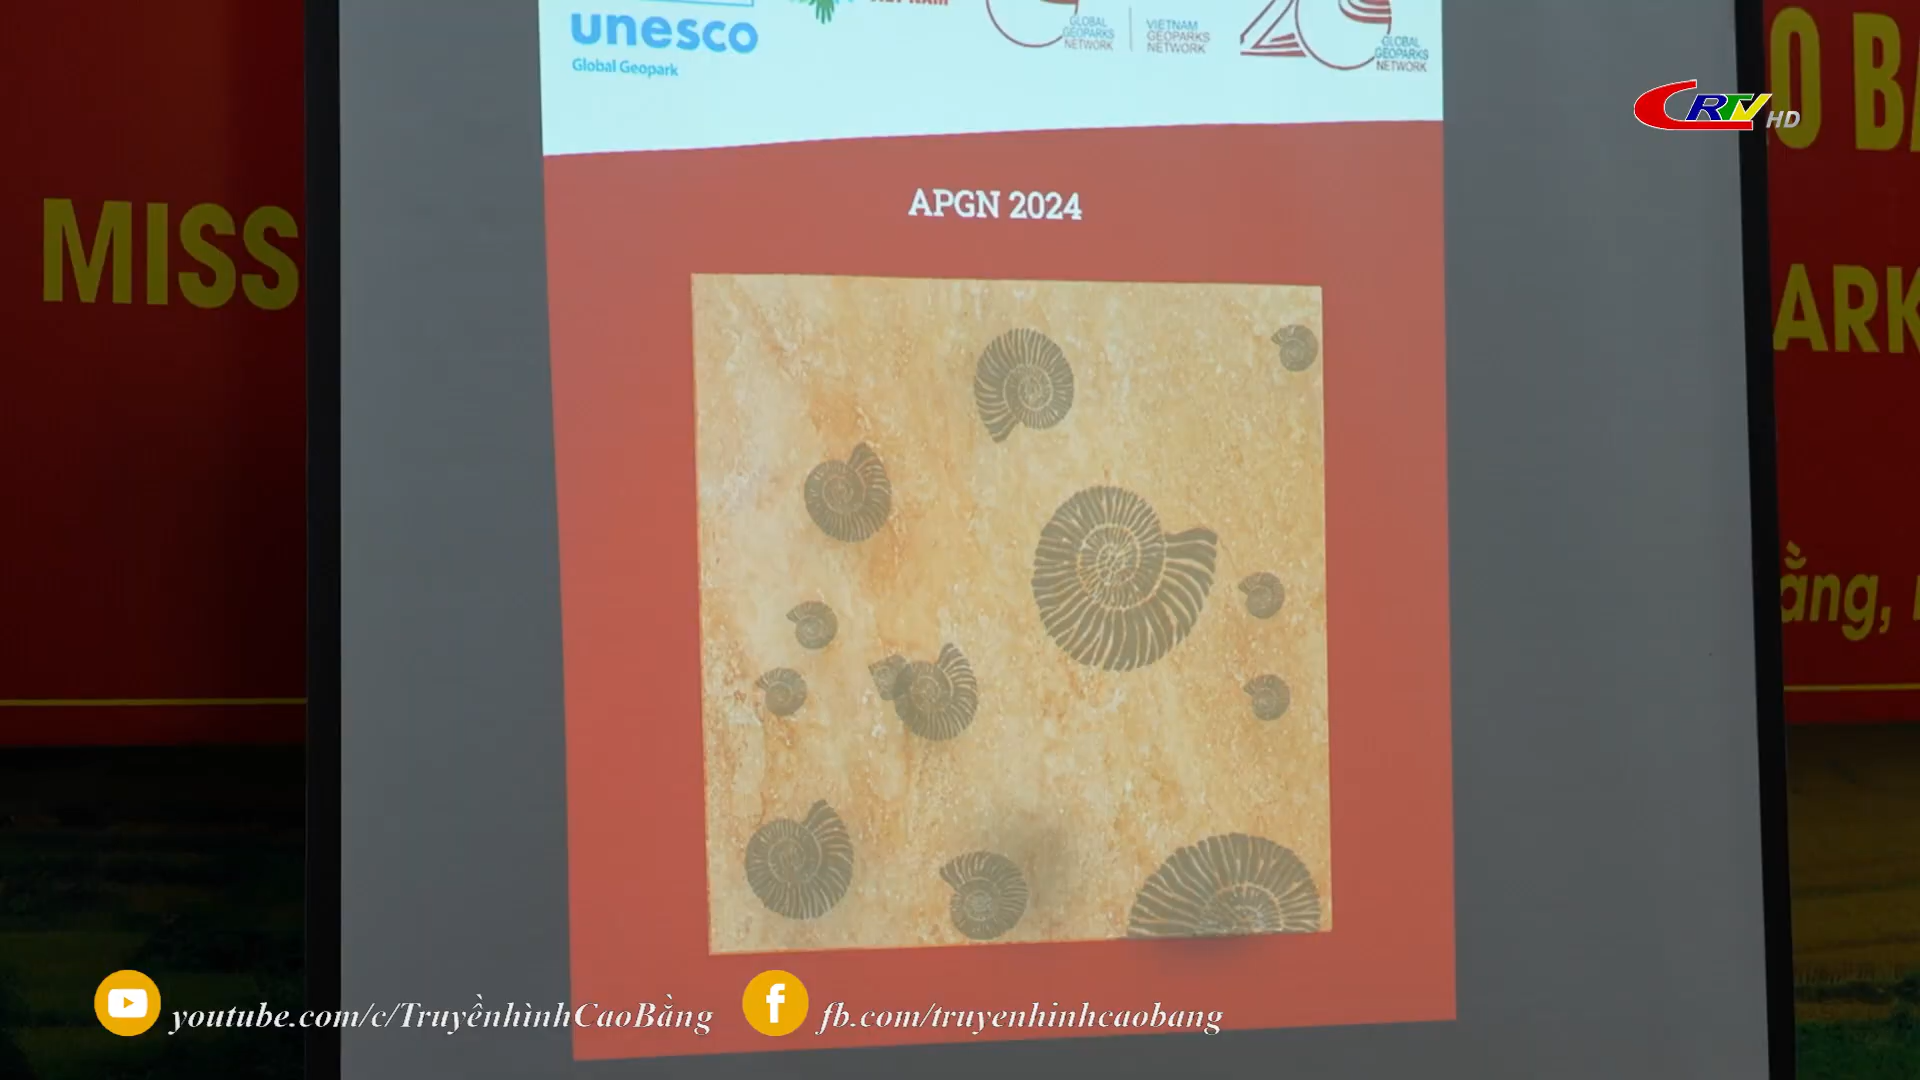 unesco
Global Geopark
GLOBAL
GEOPARKS
NETWORK
VIETNAM
GEOPARKS
NETWORK
GLOBAL
GEOPARKS
NETWORK
CRTV HD
MISS
APGN 2024
ARK
ằng,
youtube.com/c/TruyềnhìnhCaoBằng
fb.com/truyenhinhcaobang